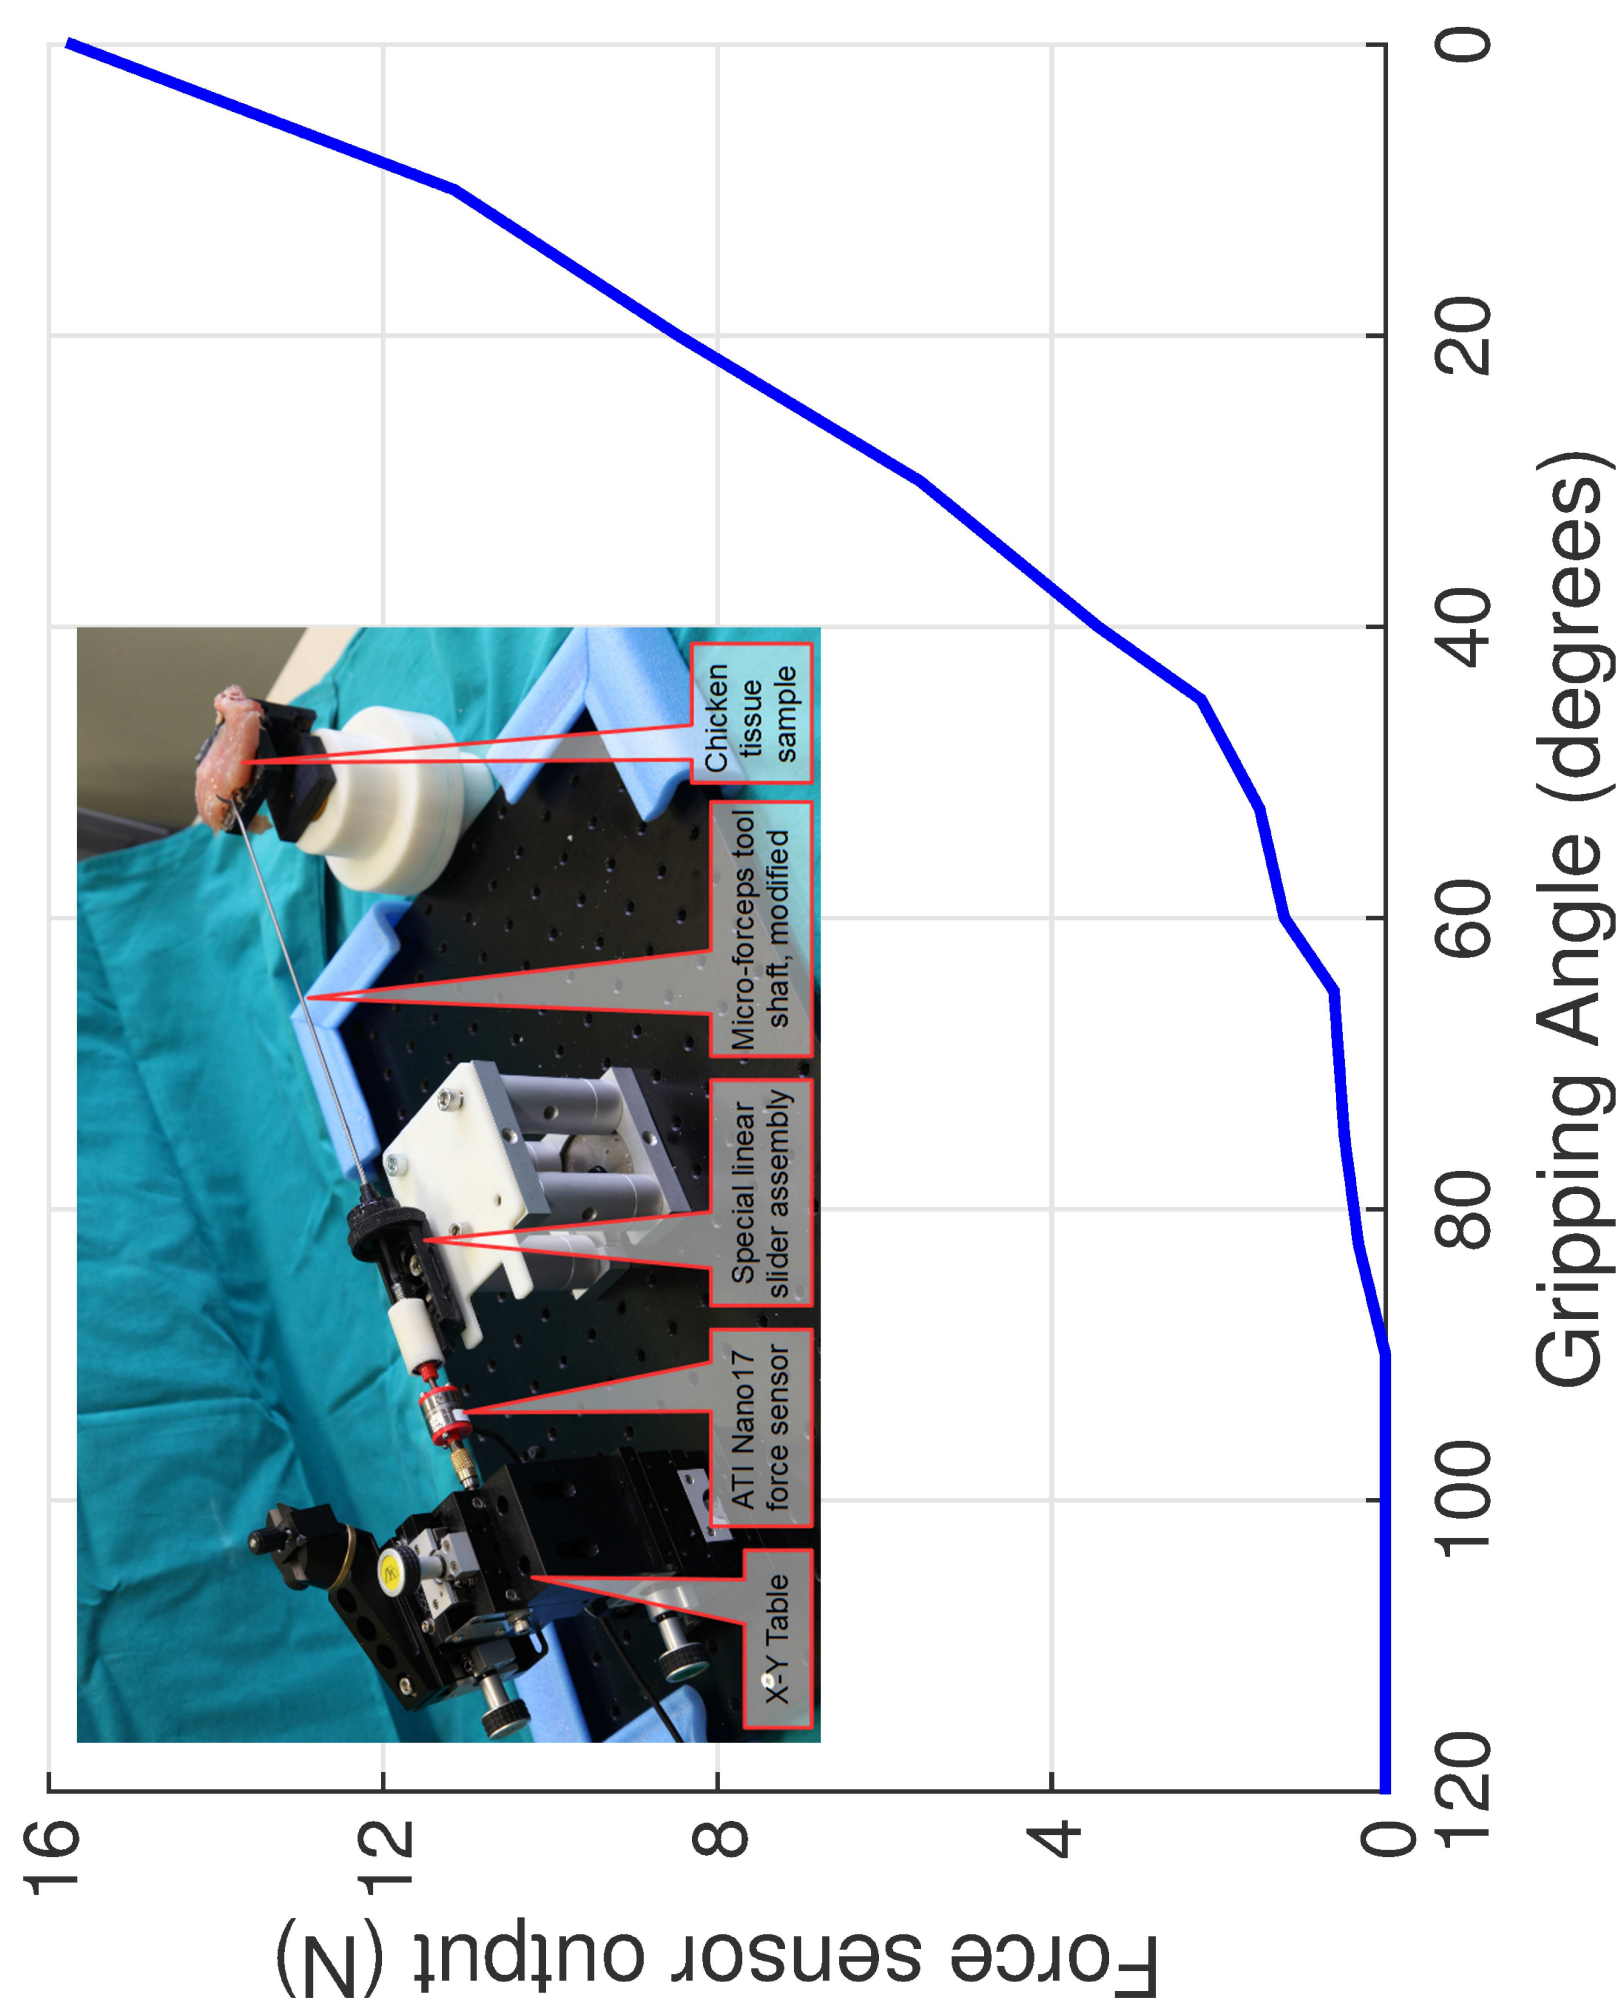 16
12
8
4
0
Force sensor output (N)
120
100
80
60
40
20
0
Gripping Angle (degrees)
X-Y Table
ATI Nano17
force sensor
Special linear
slider assembly
Micro-forceps tool
shaft, modified
Chicken
tissue
sample